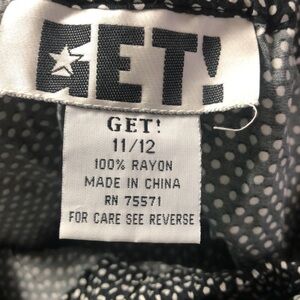 GET!
GET!
11/12
100% RAYON
MADE IN CHINA
RN 75571
FOR CARE SEE REVERSE